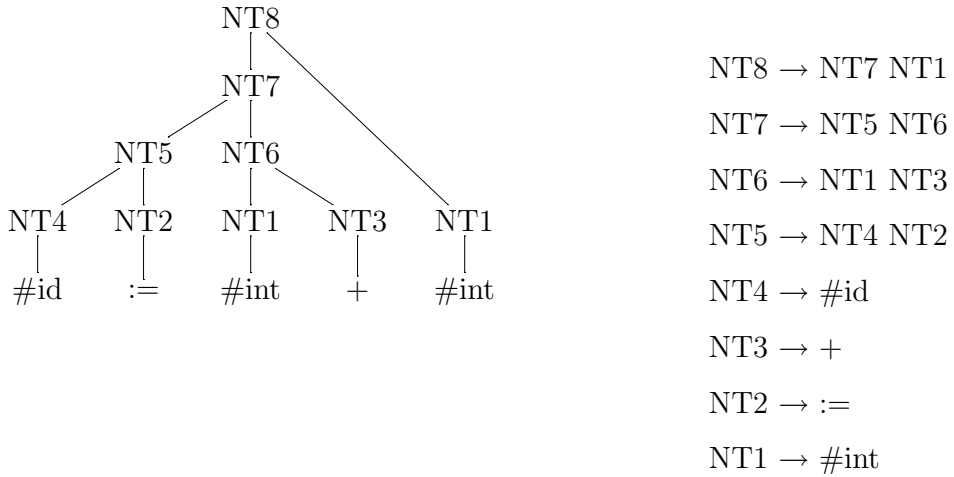 NT8
NT7
NT5 NT6
NT4 NT2 NT1 NT3 NT1
#id := #int + #int
NT8 → NT7 NT1
NT7 → NT5 NT6
NT6 → NT1 NT3
NT5 → NT4 NT2
NT4 → #id
NT3 → +
NT2 → :=
NT1 → #int